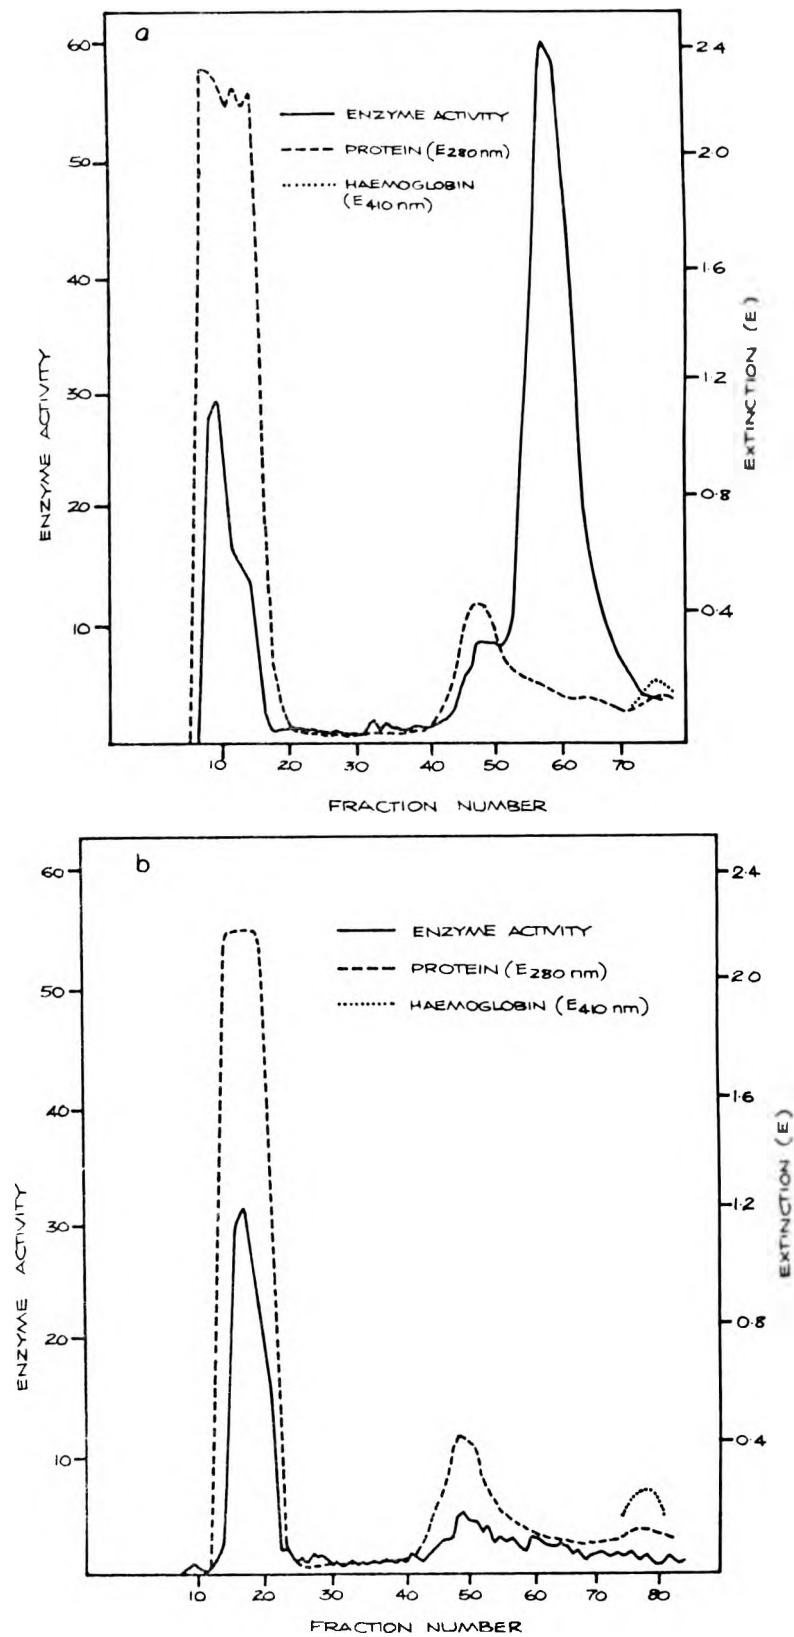 a
60
50
40
30
20
10
ENZYME ACTIVITY
ENZYME ACTIVITY
PROTEIN (E280 nm)
HAEMOGLOBIN
(E410 nm)
2.4
2.0
1.6
1.2
0.8
0.4
EXTINCTION (E)
10 20 30 40 50 60 70
FRACTION NUMBER
b
60
50
40
30
20
10
ENZYME ACTIVITY
ENZYME ACTIVITY
PROTEIN (E280 nm)
HAEMOGLOBIN (E410 nm)
2.4
2.0
1.6
1.2
0.8
0.4
EXTINCTION (E)
10 20 30 40 50 60 70 80
FRACTION NUMBER